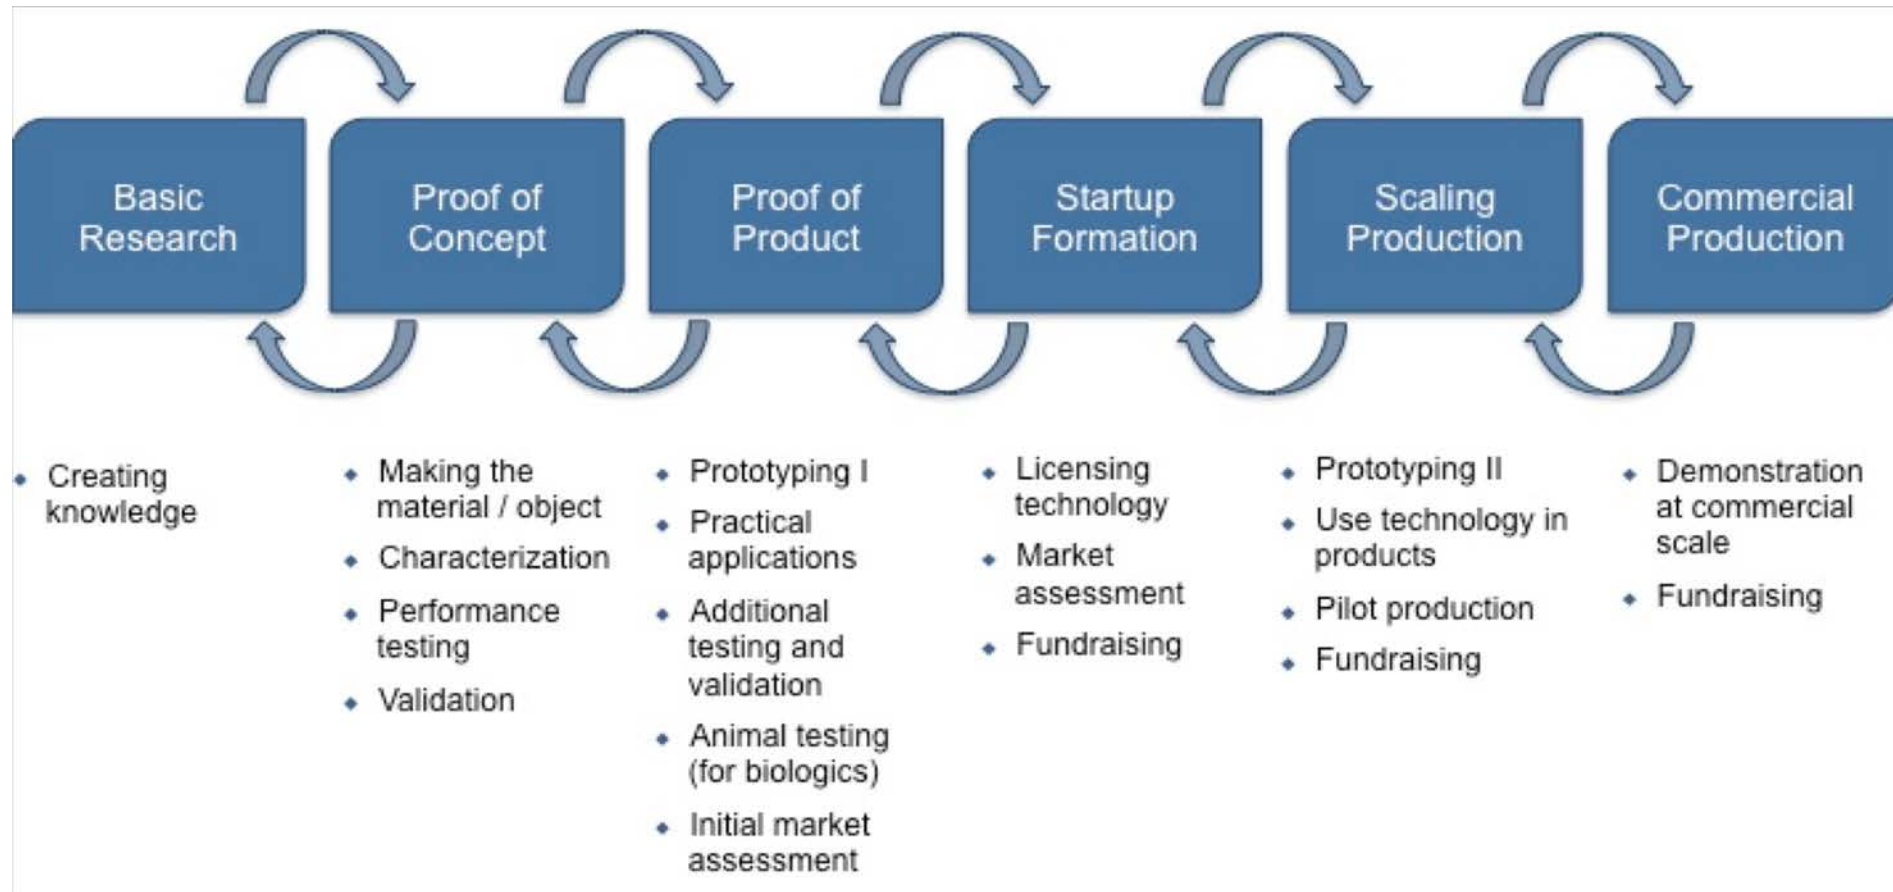 Basic
Research
Proof of
Concept
Proof of
Product
Startup
Formation
Scaling
Production
Commercial
Production
Creating
knowledge
Making the
material / object
Characterization
Performance
testing
Validation
Prototyping I
Practical
applications
Additional
testing and
validation
Animal testing
(for biologics)
Initial market
assessment
Licensing
technology
Market
assessment
Fundraising
Prototyping II
Use technology in
products
Pilot production
Fundraising
Demonstration
at commercial
scale
Fundraising